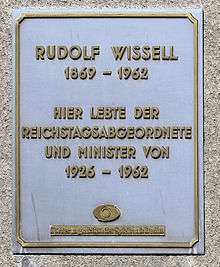 RUDOLF WISSELL
1869 – 1962
HIER LEBTE DER
REICHSTAGSABGEORDNETE
UND MINISTER VON
1926 – 1962